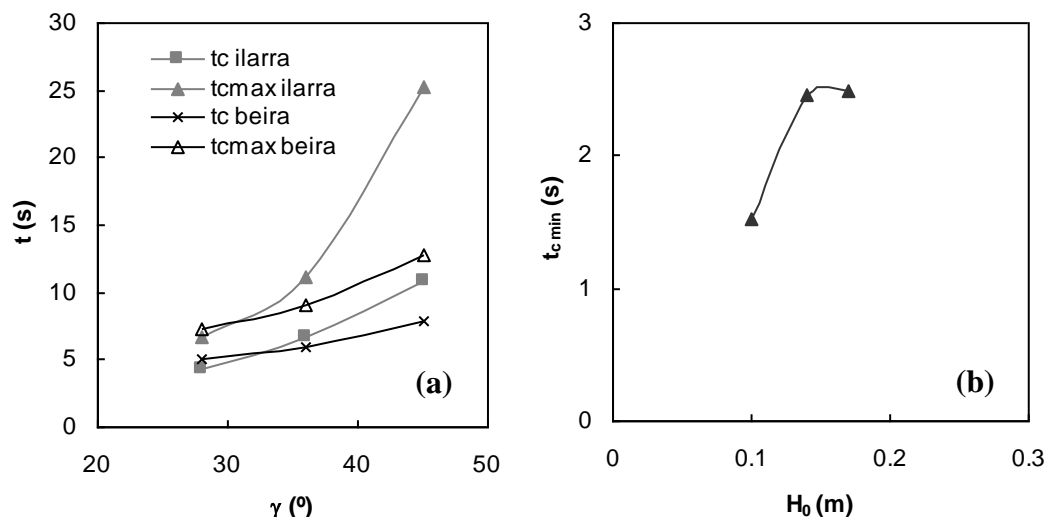 30
25
20
15
10
5
0
t (s)
tc ilarra
tcmax ilarra
tc beira
tcmax beira
(a)
20 30 40 50
γ (º)
3
2
1
0
tc min (s)
(b)
0 0.1 0.2 0.3
H0 (m)